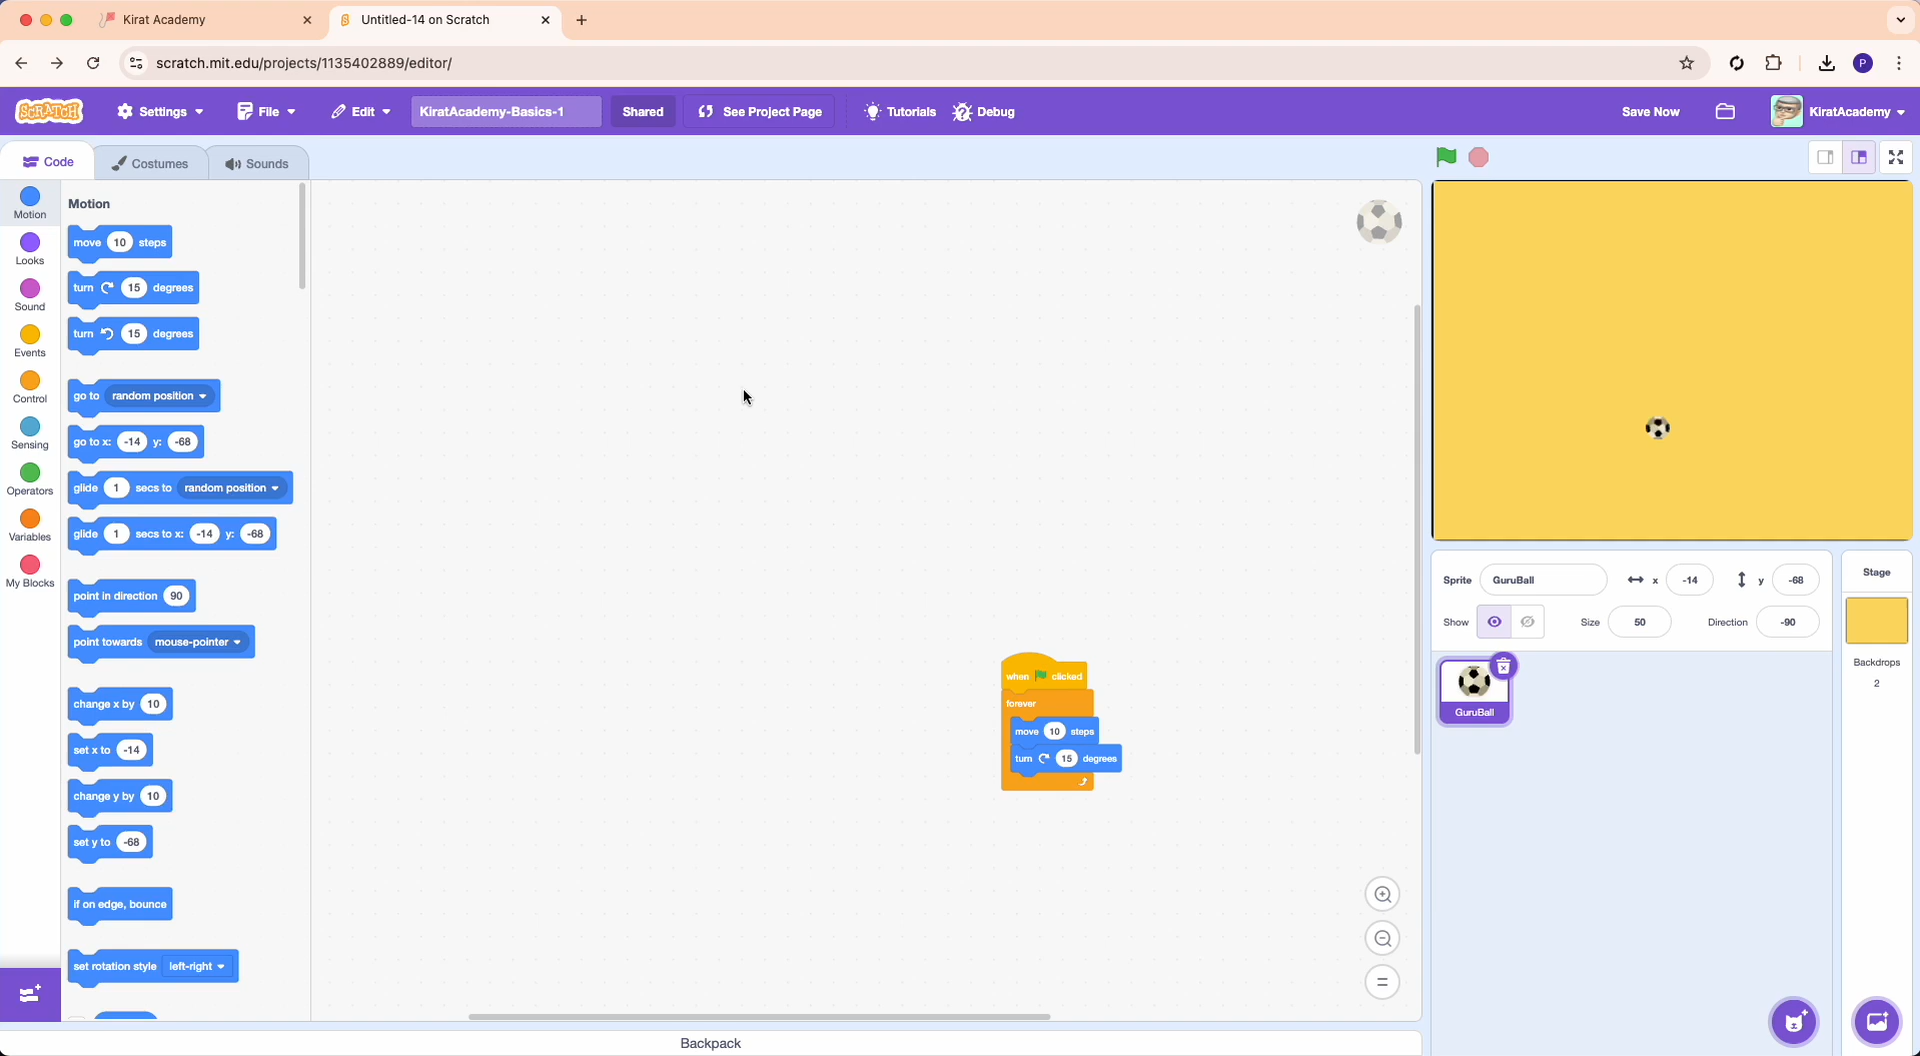 Kirat Academy
Untitled-14 on Scratch
scratch.mit.edu/projects/1135402889/editor/
P
SCRATCH
Settings
File
Edit
KiratAcademy-Basics-1
Shared
See Project Page
Tutorials
Debug
Save Now
KiratAcademy
Code
Costumes
Sounds
Motion
Looks
Sound
Events
Control
Sensing
Operators
Variables
My Blocks
Motion
move 10 steps
turn 15 degrees
turn 15 degrees
go to random position
go to x: -14 y: -68
glide 1 secs to random position
glide 1 secs to x: -14 y: -68
point in direction 90
point towards mouse-pointer
change x by 10
set x to -14
change y by 10
set y to -68
if on edge, bounce
set rotation style left-right
when clicked
forever
move 10 steps
turn 15 degrees
Backpack
Sprite GuruBall x -14 y -68
Show Size 50 Direction -90
GuruBall
Stage
Backdrops
2